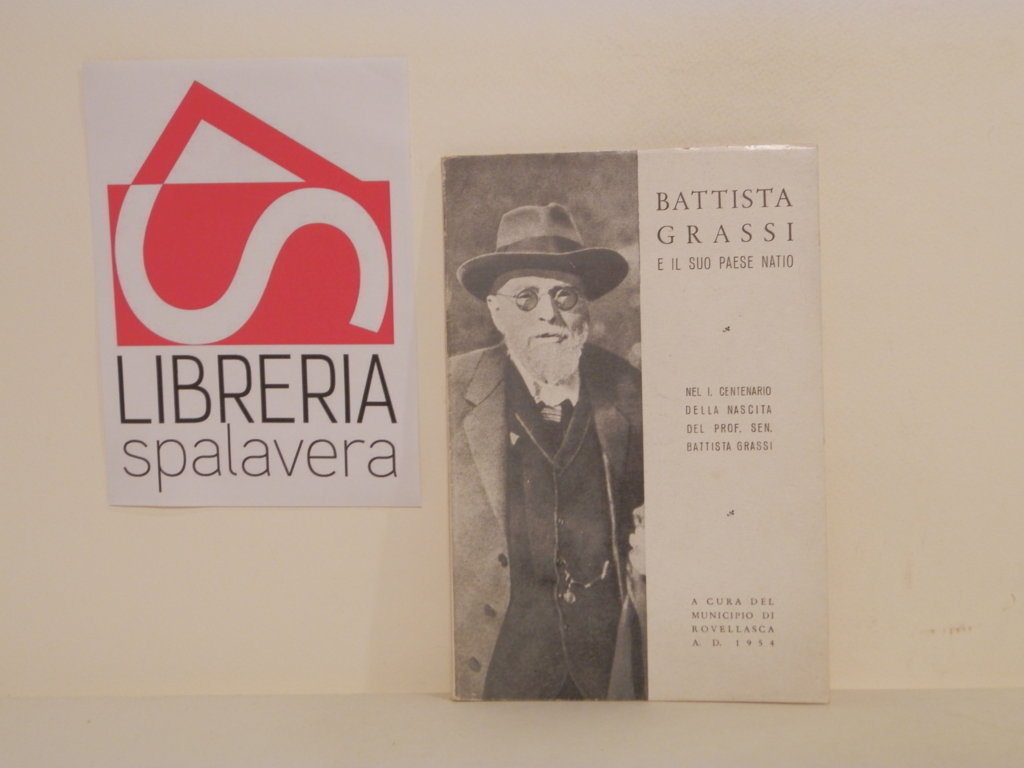 LIBRERIA
spalavera
BATTISTA
GRASSI
E IL SUO PAESE NATIO
NEL I. CENTENARIO
DELLA NASCITA
DEL PROF. SEN.
BATTISTA GRASSI
A CURA DEL
MUNICIPIO DI
ROVELLASCA
A. D. 1954